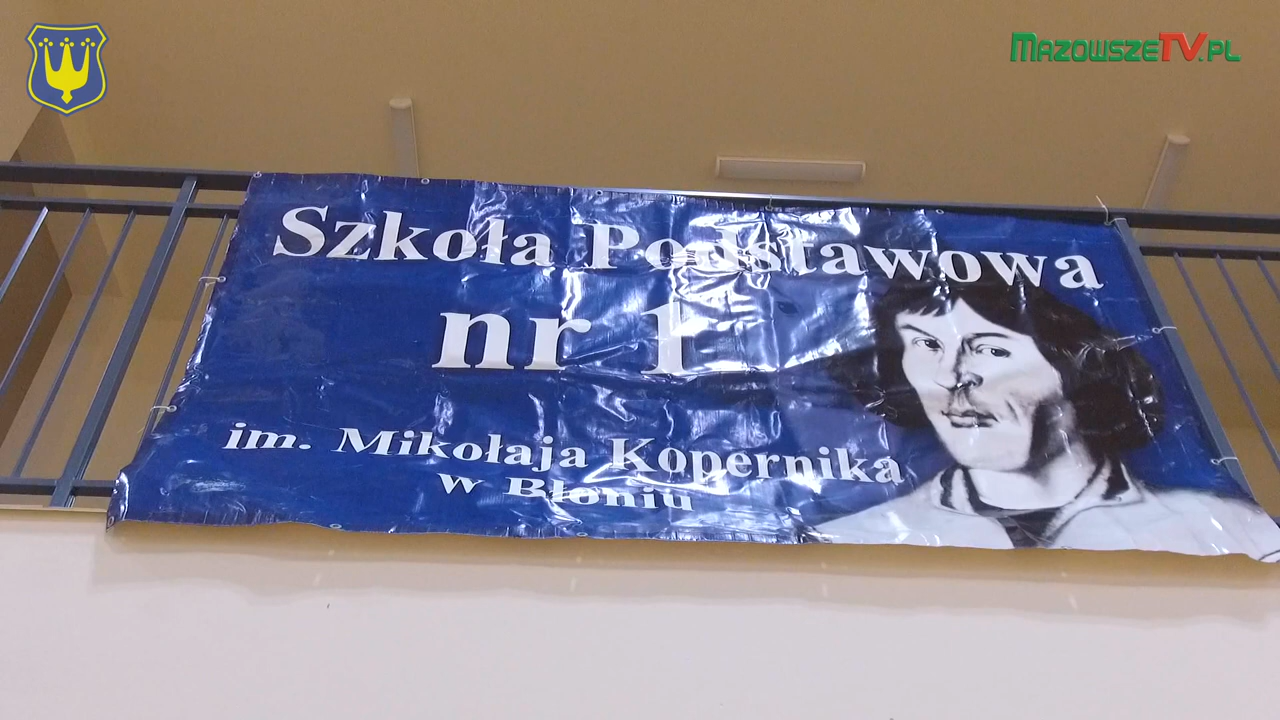 MAZOWSZETV.PL
Szkoła Podstawowa
nr 1
im. Mikołaja Kopernika
w Błoniu